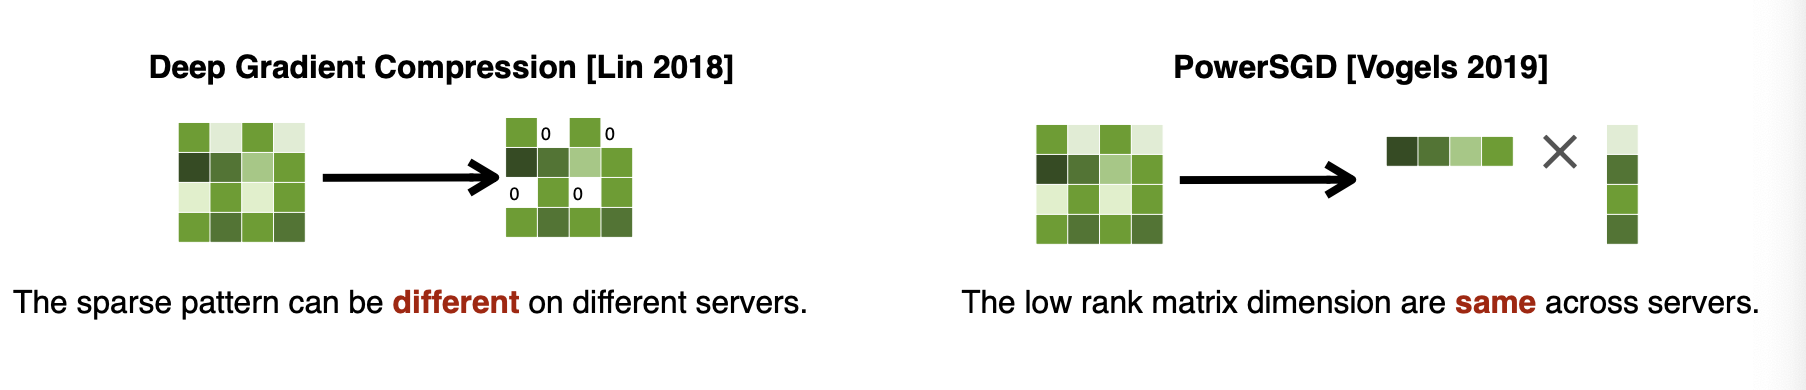 Deep Gradient Compression [Lin 2018]
0 0
0 0
The sparse pattern can be different on different servers.
PowerSGD [Vogels 2019]
The low rank matrix dimension are same across servers.